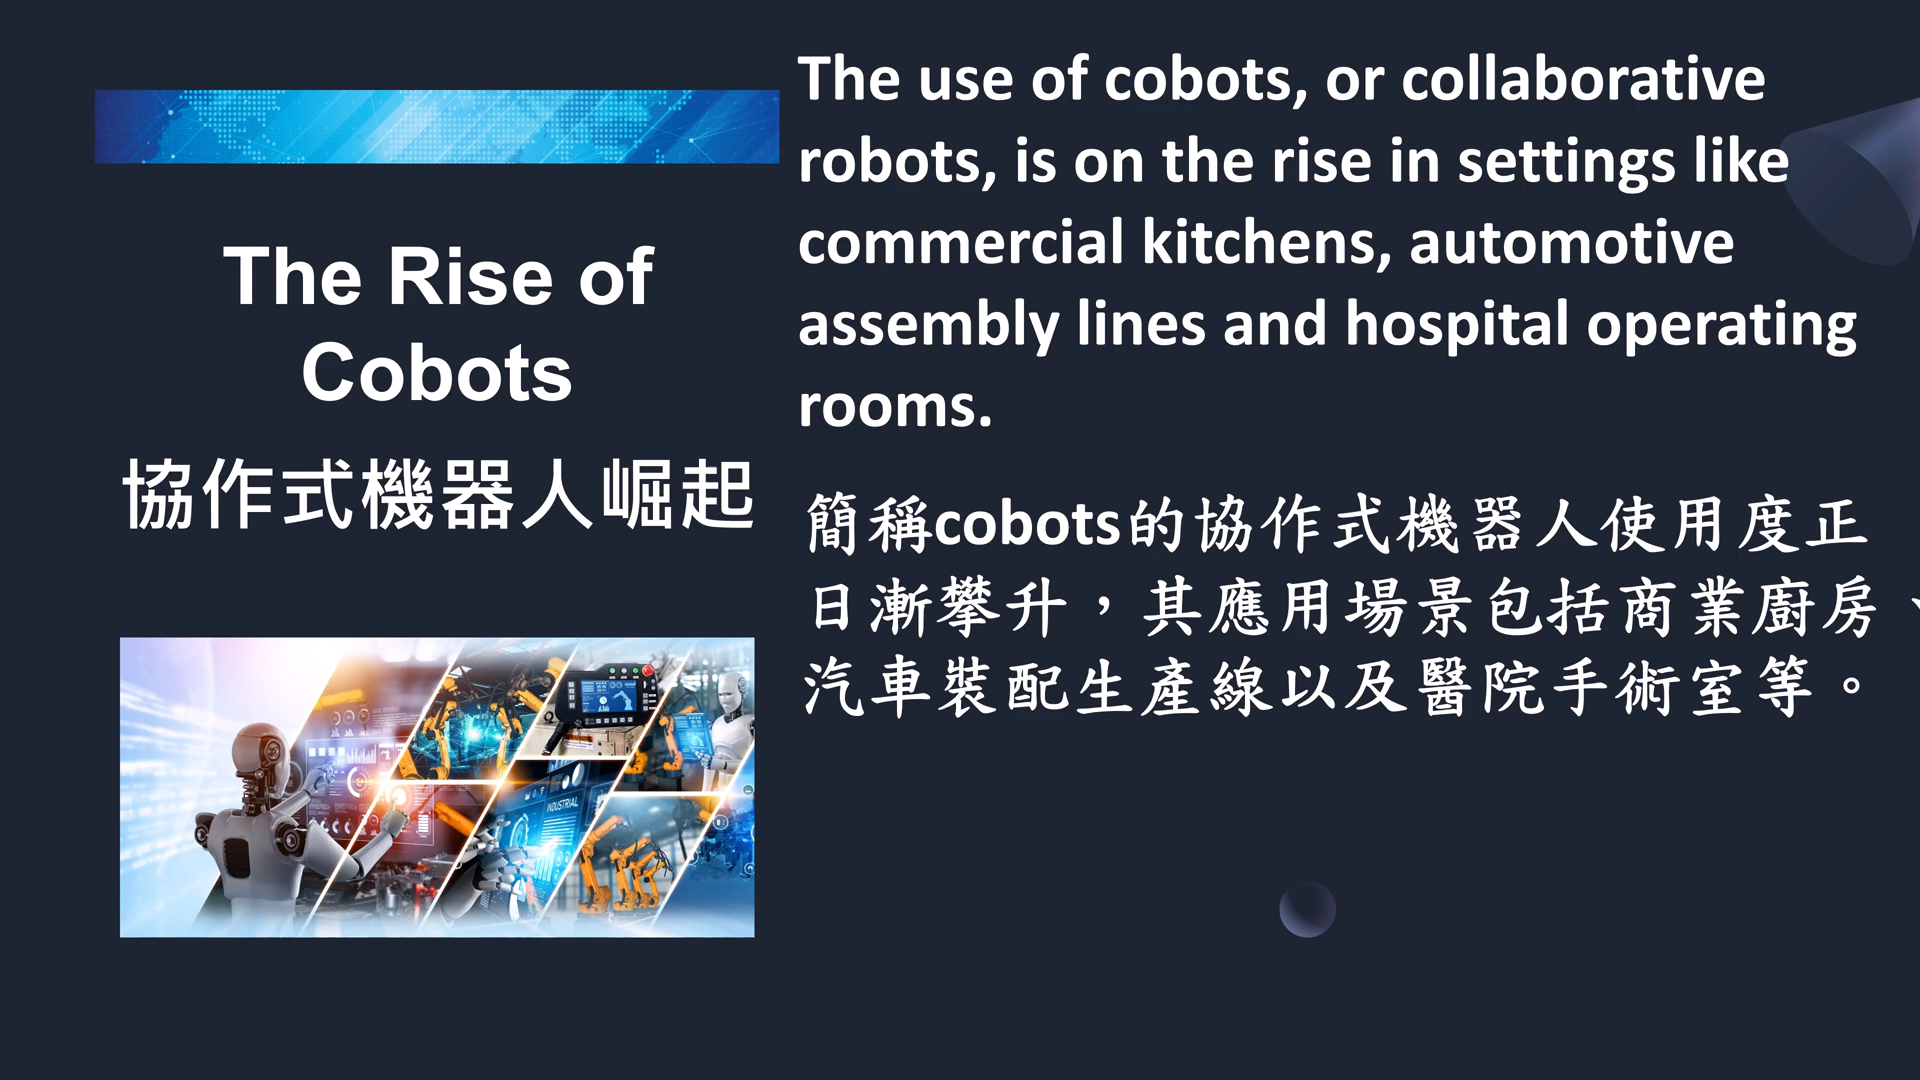 The Rise of
Cobots
協作式機器人崛起
The use of cobots, or collaborative
robots, is on the rise in settings like
commercial kitchens, automotive
assembly lines and hospital operating
rooms.
簡稱cobots的協作式機器人使用度正
日漸攀升，其應用場景包括商業廚房、
汽車裝配生產線以及醫院手術室等。
INDUSTRIAL